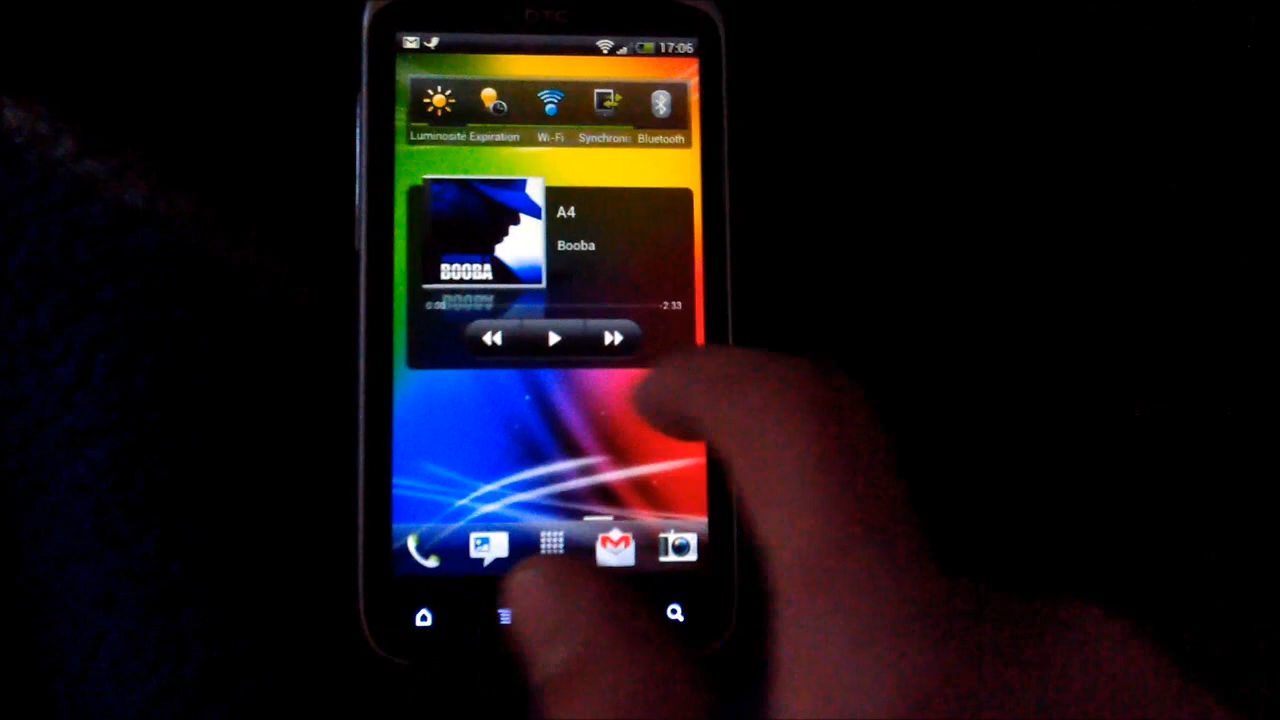 hTC
17:06
Luminosité Expiration Wi-Fi Synchronis Bluetooth
A4
Booba
BOOBA
-2:33